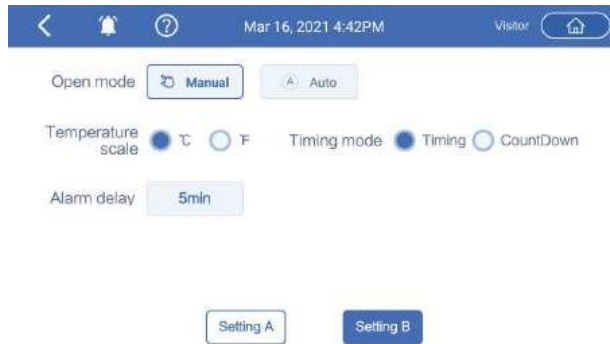 Mar 16, 2021 4:42PM
Visitor
Open mode
Manual
A Auto
Temperature scale
℃
℉
Timing mode
Timing
CountDown
Alarm delay
5min
Setting A
Setting B